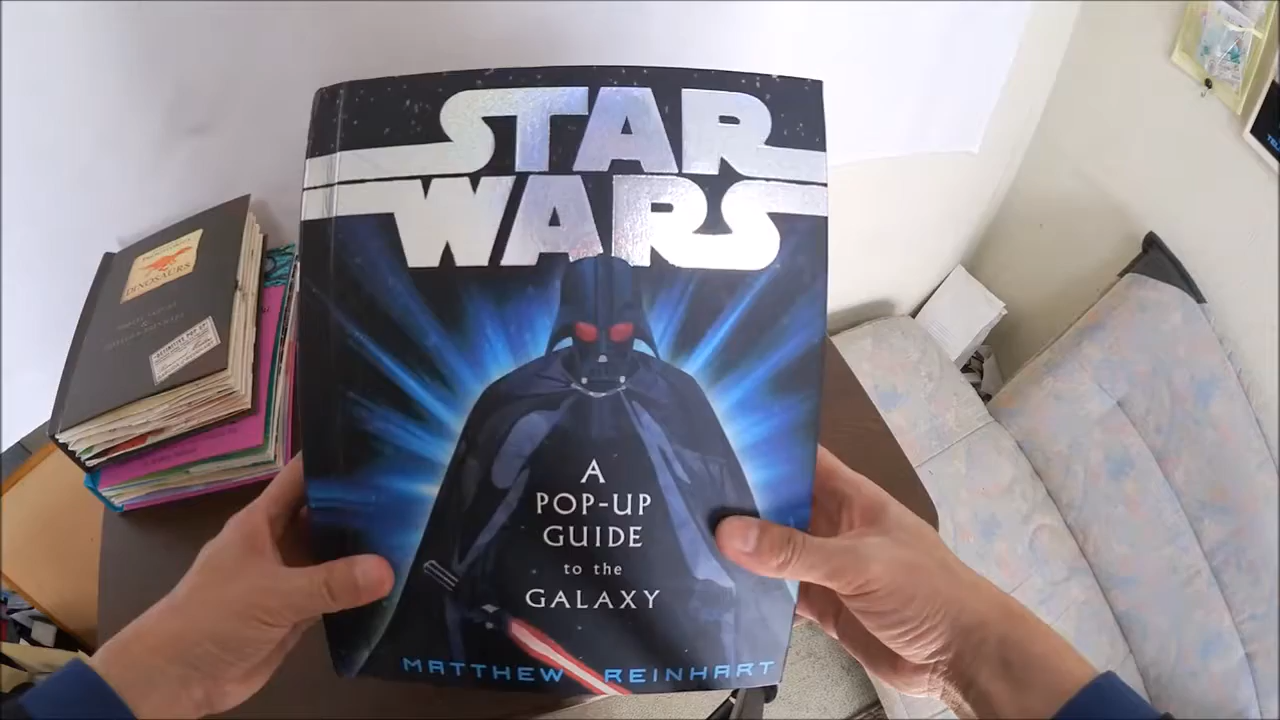 STAR
WARS
A
POP-UP
GUIDE
to the
GALAXY
MATTHEW REINHART
DINOSAURS